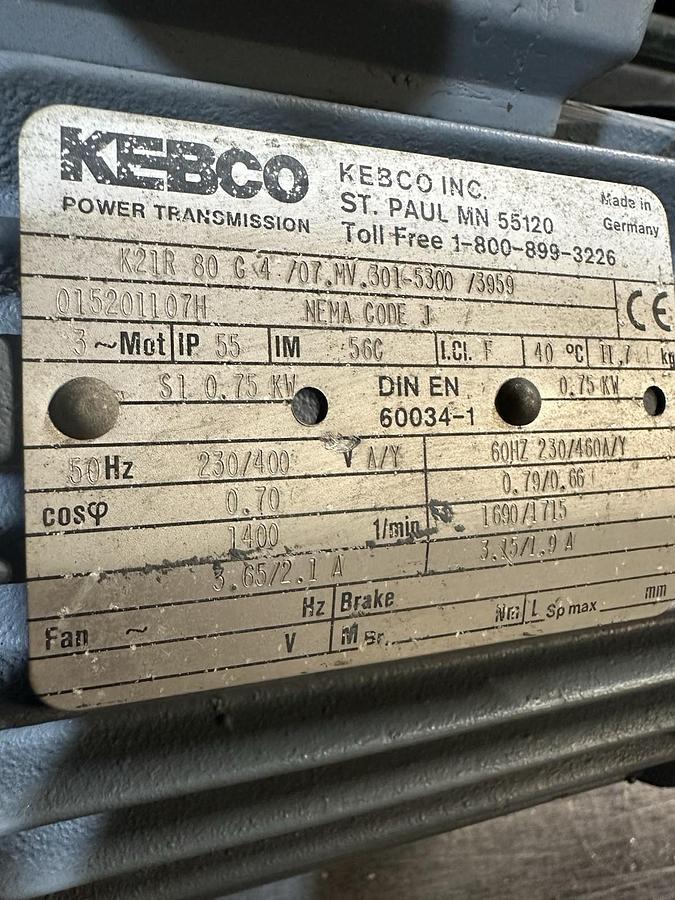 KEBCO
POWER TRANSMISSION
KEBCO INC.
ST. PAUL MN 55120
Toll Free 1-800-899-3226
Made in
Germany
K21R 80 G 4 /07.MV.301-5300 /3959
015201107H NEMA CODE J CE
3 ~Mot IP 55 IM 56C I.Cl. F 40 °C 11,7 kg
S1 0.75 KW DIN EN 60034-1 0.75 KW
50Hz 230/400 V Δ/Y 60HZ 230/460Δ/Y
cosφ 0.70 0.79/0.66
1400 1/min 1690/1715
3.65/2.1 A 3.35/1.9 A
Fan ~ Hz Brake Nm L Sp max mm
V M Br.